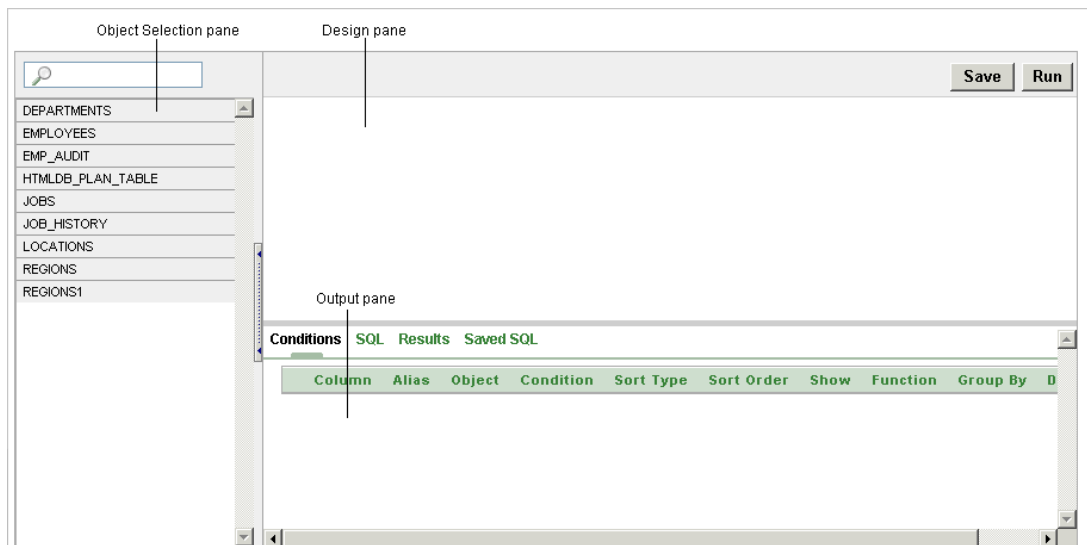 Object Selection pane
Design pane
Save Run
DEPARTMENTS
EMPLOYEES
EMP_AUDIT
HTMLDB_PLAN_TABLE
JOBS
JOB_HISTORY
LOCATIONS
REGIONS
REGIONS1
Output pane
Conditions SQL Results Saved SQL
Column Alias Object Condition Sort Type Sort Order Show Function Group By D